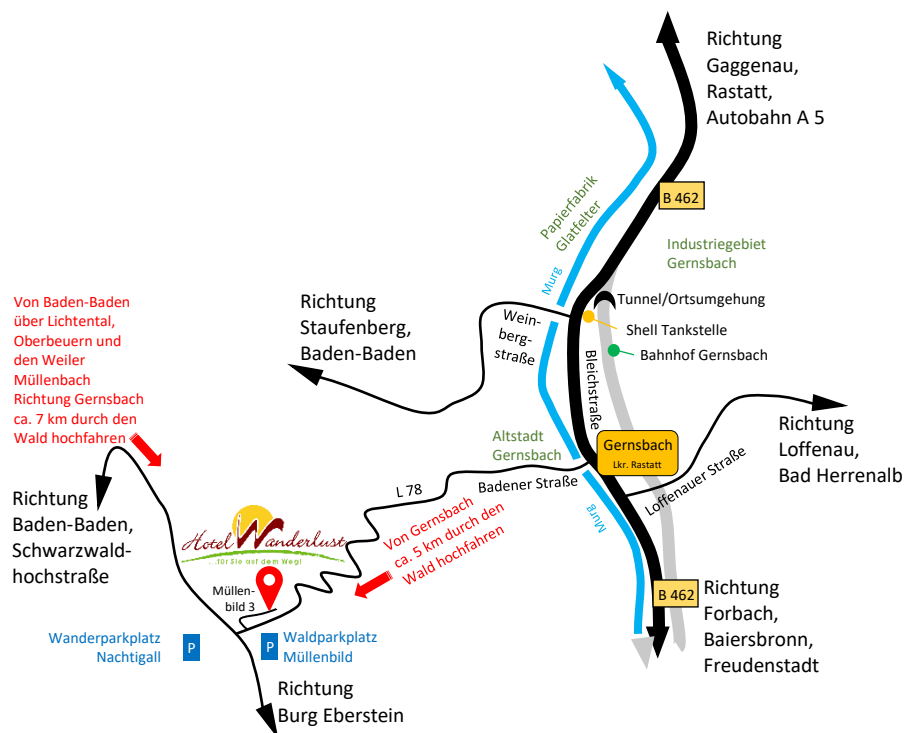 Richtung
Gaggenau,
Rastatt,
Autobahn A 5
B 462
Papierfabrik
Glatfelter
Murg
Industriegebiet
Gernsbach
Tunnel/Ortsumgehung
Shell Tankstelle
Bahnhof Gernsbach
Richtung
Staufenberg,
Baden-Baden
Wein-
berg-
straße
Bleichstraße
Von Baden-Baden
über Lichtental,
Oberbeuern und
den Weiler
Müllenbach
Richtung Gernsbach
ca. 7 km durch den
Wald hochfahren
Altstadt
Gernsbach
Gernsbach
Lkr. Rastatt
Richtung
Loffenau,
Bad Herrenalb
Loffenauer Straße
L 78
Badener Straße
Murg
Von Gernsbach
ca. 5 km durch den
Wald hochfahren
Richtung
Baden-Baden,
Schwarzwald-
hochstraße
Hotel Wanderlust
...für Sie auf dem Weg!
Müllen-
bild 3
Wanderparkplatz
Nachtigall
P
P
Waldparkplatz
Müllenbild
B 462
Richtung
Forbach,
Baiersbronn,
Freudenstadt
Richtung
Burg Eberstein